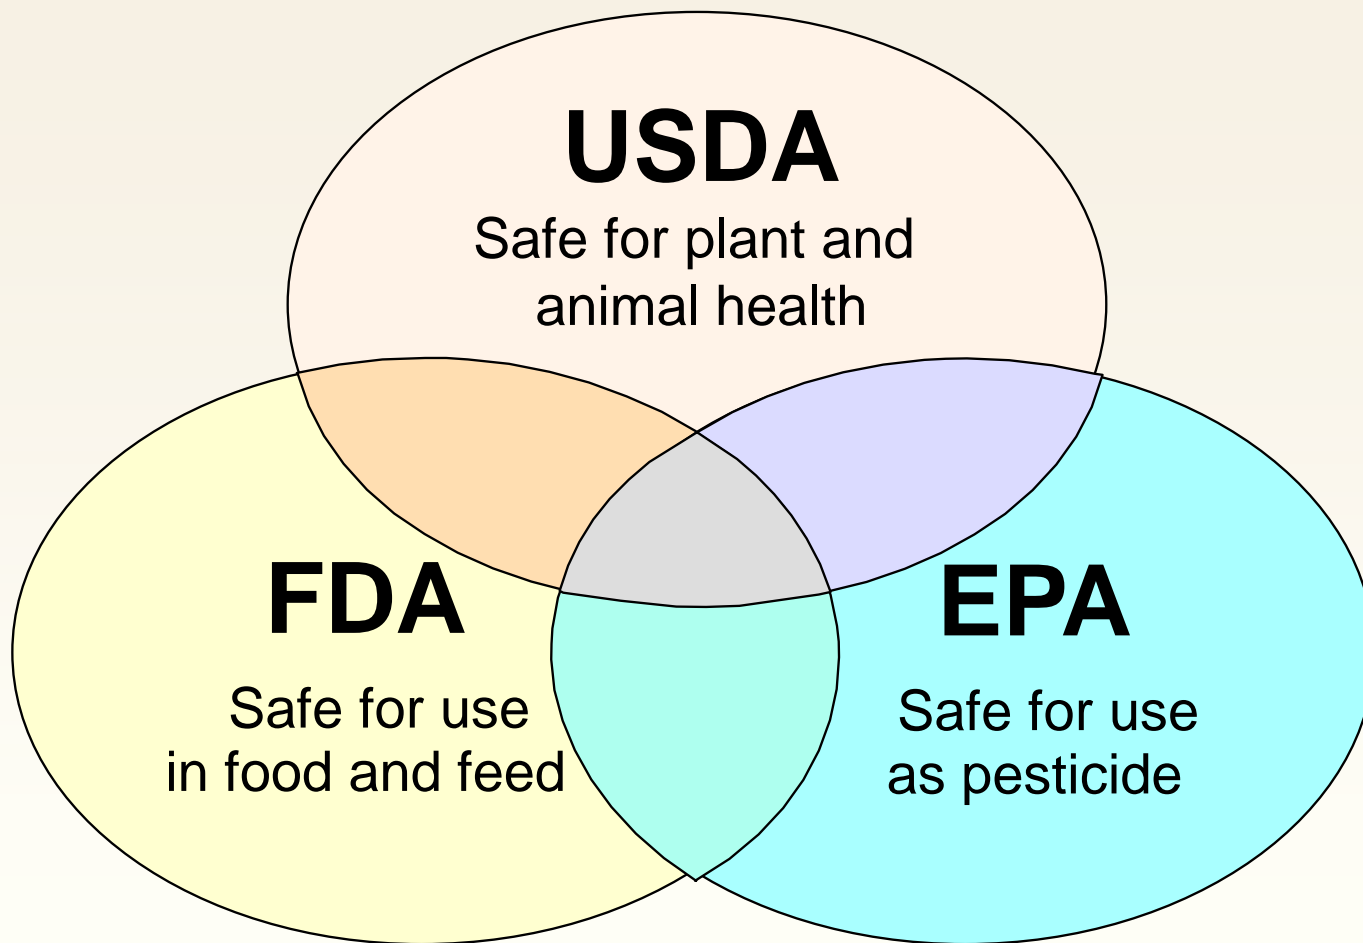 USDA
Safe for plant and
animal health
FDA
Safe for use
in food and feed
EPA
Safe for use
as pesticide